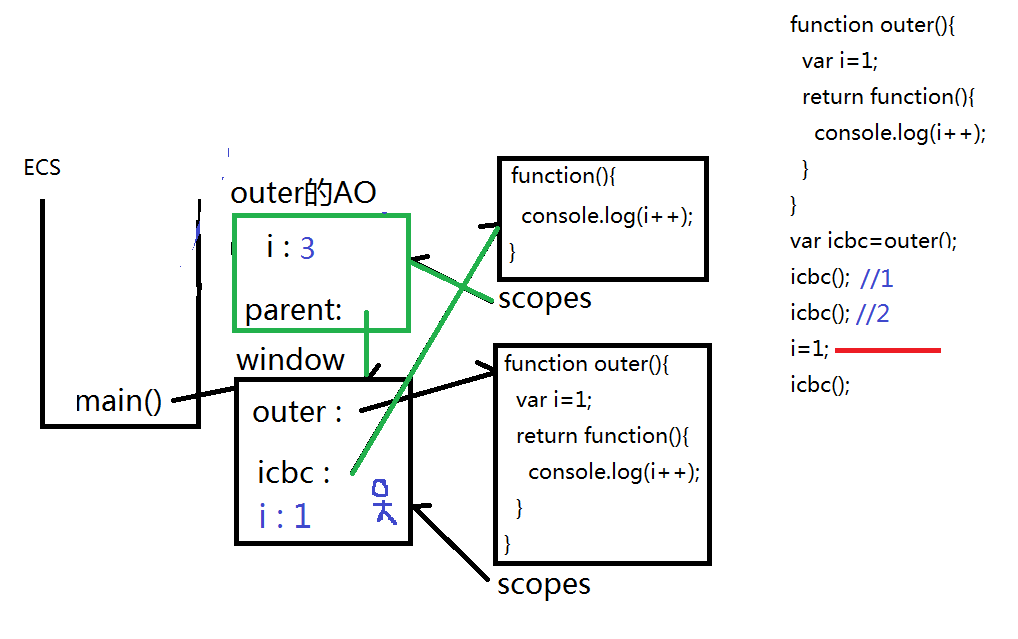 ECS
main()
outer的AO
i : 3
parent:
window
outer :
icbc :
i : 1
function(){
console.log(i++);
}
scopes
function outer(){
var i=1;
return function(){
console.log(i++);
}
}
scopes
function outer(){
var i=1;
return function(){
console.log(i++);
}
}
var icbc=outer();
icbc(); //1
icbc(); //2
i=1;
icbc();